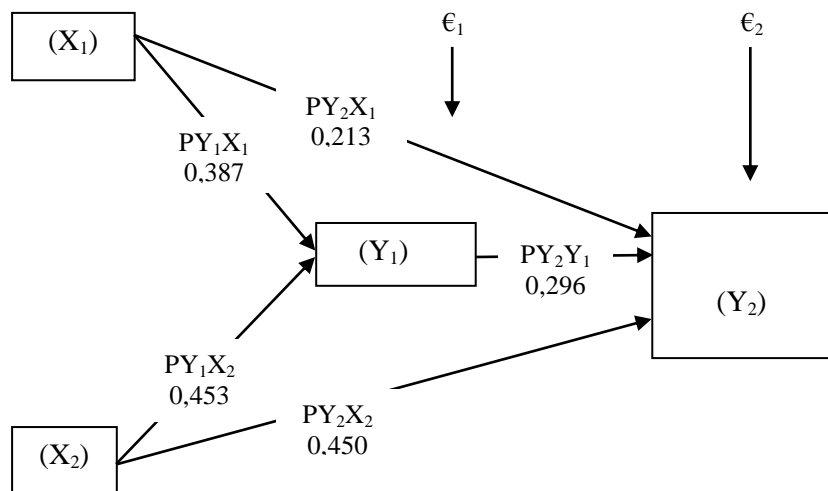 (X₁)
€₁
€₂
PY₂X₁
0,213
PY₁X₁
0,387
(Y₁)
PY₂Y₁
0,296
(Y₂)
PY₁X₂
0,453
PY₂X₂
0,450
(X₂)